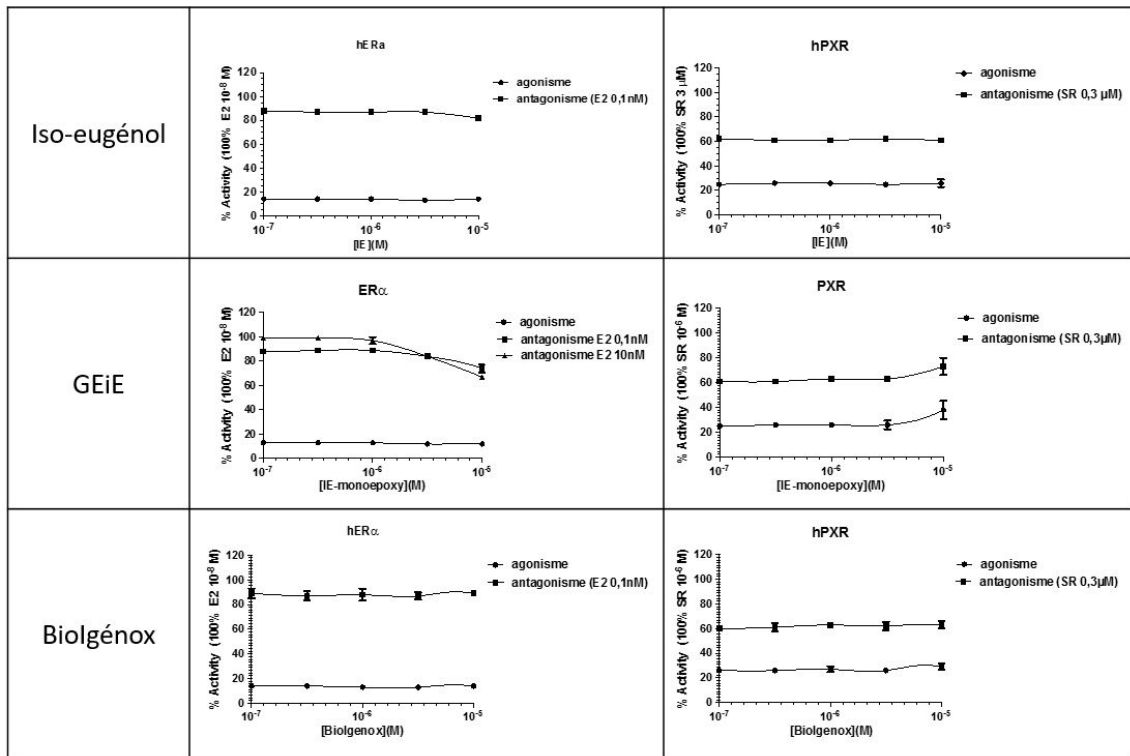 Iso-eugénol
hERa
% Activity (100% E2 10-8 M)
120
100
80
60
40
20
0
10-7
10-6
10-5
[IE](M)
agonisme
antagonisme (E2 0,1nM)
hPXR
% Activity (100% SR 3 µM)
120
100
80
60
40
20
0
10-7
10-6
10-5
[IE](M)
agonisme
antagonisme (SR 0,3 µM)
GEiE
ERα
% Activity (100% E2 10-8 M)
120
100
80
60
40
20
0
10-7
10-6
10-5
[IE-monoepoxy](M)
agonisme
antagonisme E2 0,1nM
antagonisme E2 10nM
PXR
% Activity (100% SR 10-6 M)
120
100
80
60
40
20
0
10-7
10-6
10-5
[IE-monoepoxy](M)
agonisme
antagonisme (SR 0,3µM)
BioIgénox
hERα
% Activity (100% E2 10-8 M)
120
100
80
60
40
20
0
10-7
10-6
10-5
[BioIgenox](M)
agonisme
antagonisme (E2 0,1nM)
hPXR
% Activity (100% SR 10-6 M)
120
100
80
60
40
20
0
10-7
10-6
10-5
[BioIgenox](M)
agonisme
antagonisme (SR 0,3µM)